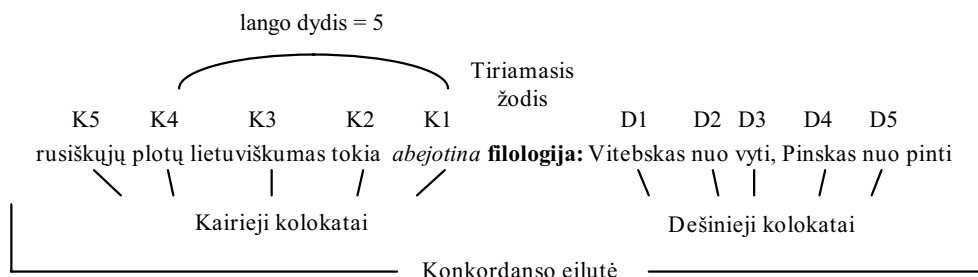 lango dydis = 5
Tiriamasis
žodis
K5 K4 K3 K2 K1 D1 D2 D3 D4 D5
rusiškųjų plotų lietuviškumas tokia abejotina filologija: Vitebskas nuo vyti, Pinskas nuo pinti
Kairieji kolokatai Dešinieji kolokatai
Konkordanso eilutė